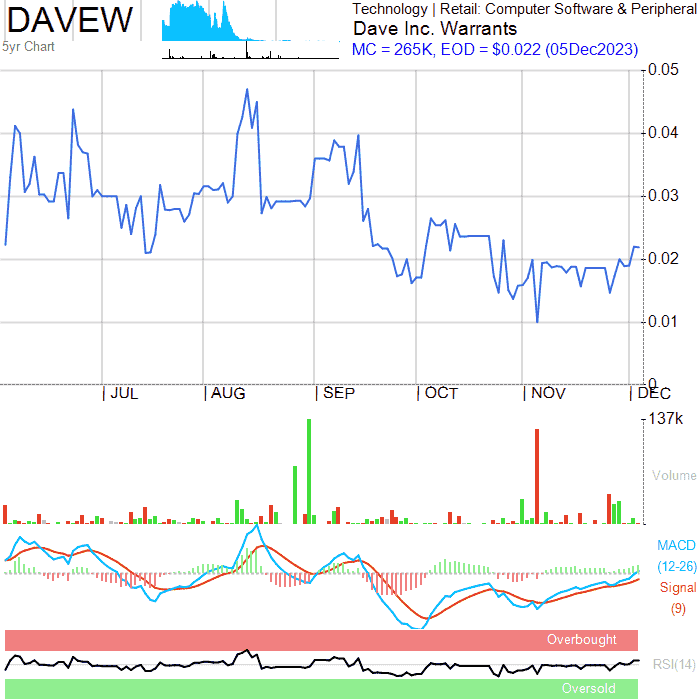 DAVEW
5yr Chart
Technology | Retail: Computer Software & Peripheral
Dave Inc. Warrants
MC = 265K, EOD = $0.022 (05Dec2023)
0.05
0.04
0.03
0.02
0.01
0
JUL AUG SEP OCT NOV DEC
137k
Volume
MACD
(12-26)
Signal
(9)
Overbought
RSI(14)
Oversold